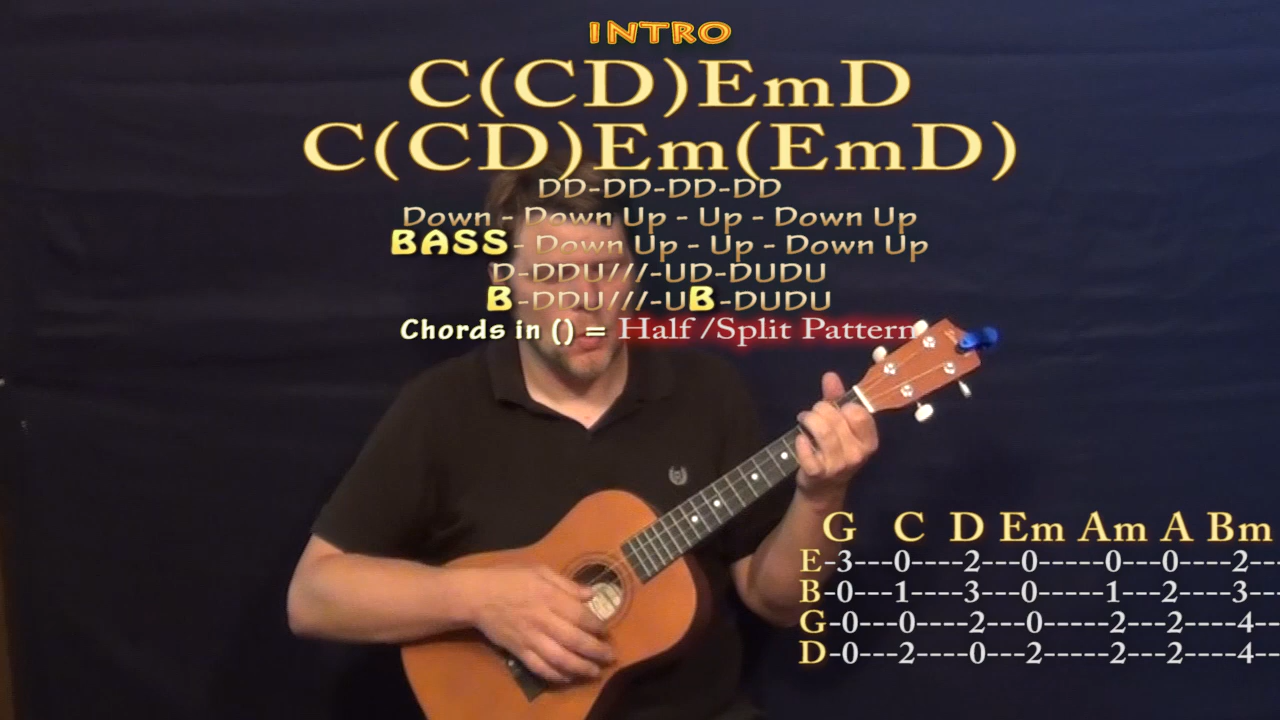 INTRO
C(CD)EmD
C(CD)Em(EmD)
DD-DD-DD-DD
Down - Down Up - Up - Down Up
BASS - Down Up - Up - Down Up
D-DDU///-UD-DUDU
B-DDU///-UB-DUDU
Chords in () = Half /Split Pattern
G C D Em Am A Bm
E-3---0----2---0-----0---0----2--
B-0---1----3---0-----1---2----3--
G-0---0----2---0-----2---2----4--
D-0---2----0---2-----2---2----4--